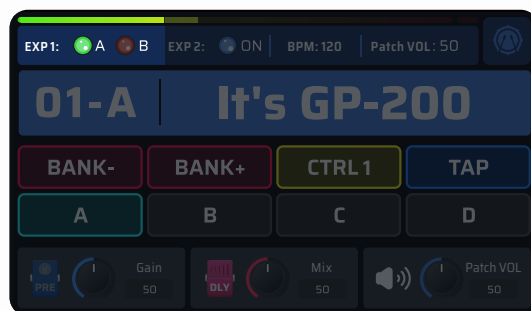 EXP 1: A B EXP 2: ON BPM: 120 Patch VOL: 50
01-A It's GP-200
BANK- BANK+ CTRL 1 TAP
A B C D
Gain Mix Patch VOL
PRE 50 DLY 50 50